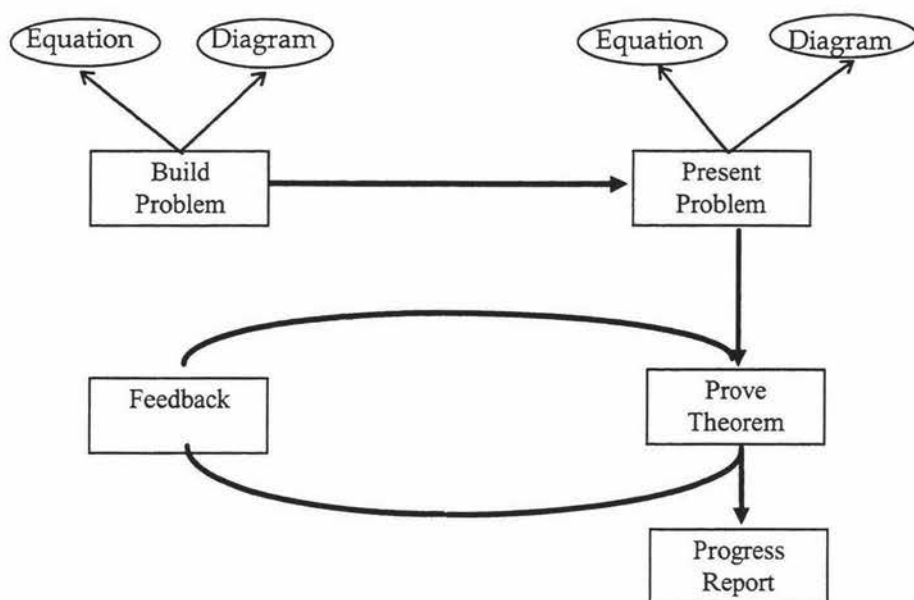 Equation
Diagram
Equation
Diagram
Build
Problem
Present
Problem
Feedback
Prove
Theorem
Progress
Report